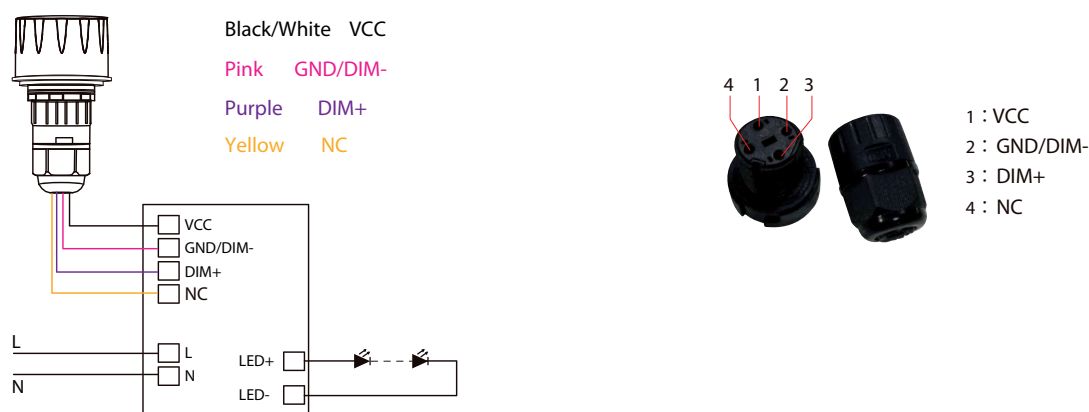 Black/White VCC
Pink GND/DIM-
Purple DIM+
Yellow NC
VCC
GND/DIM-
DIM+
NC
L
L
N
N
LED+
LED-
4
1
2
3
1：VCC
2：GND/DIM-
3：DIM+
4：NC